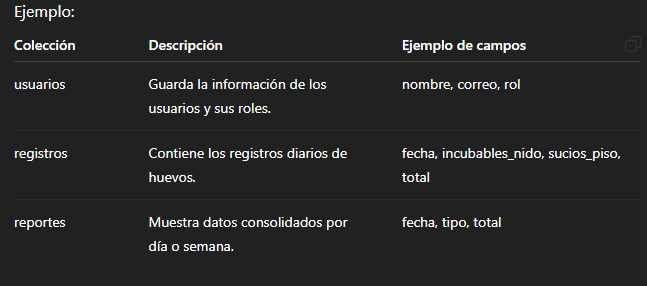 Ejemplo:
Colección Descripción Ejemplo de campos
usuarios Guarda la información de los nombre, correo, rol
usuarios y sus roles.
registros Contiene los registros diarios de fecha, incubables_nido, sucios_piso,
huevos. total
reportes Muestra datos consolidados por fecha, tipo, total
día o semana.